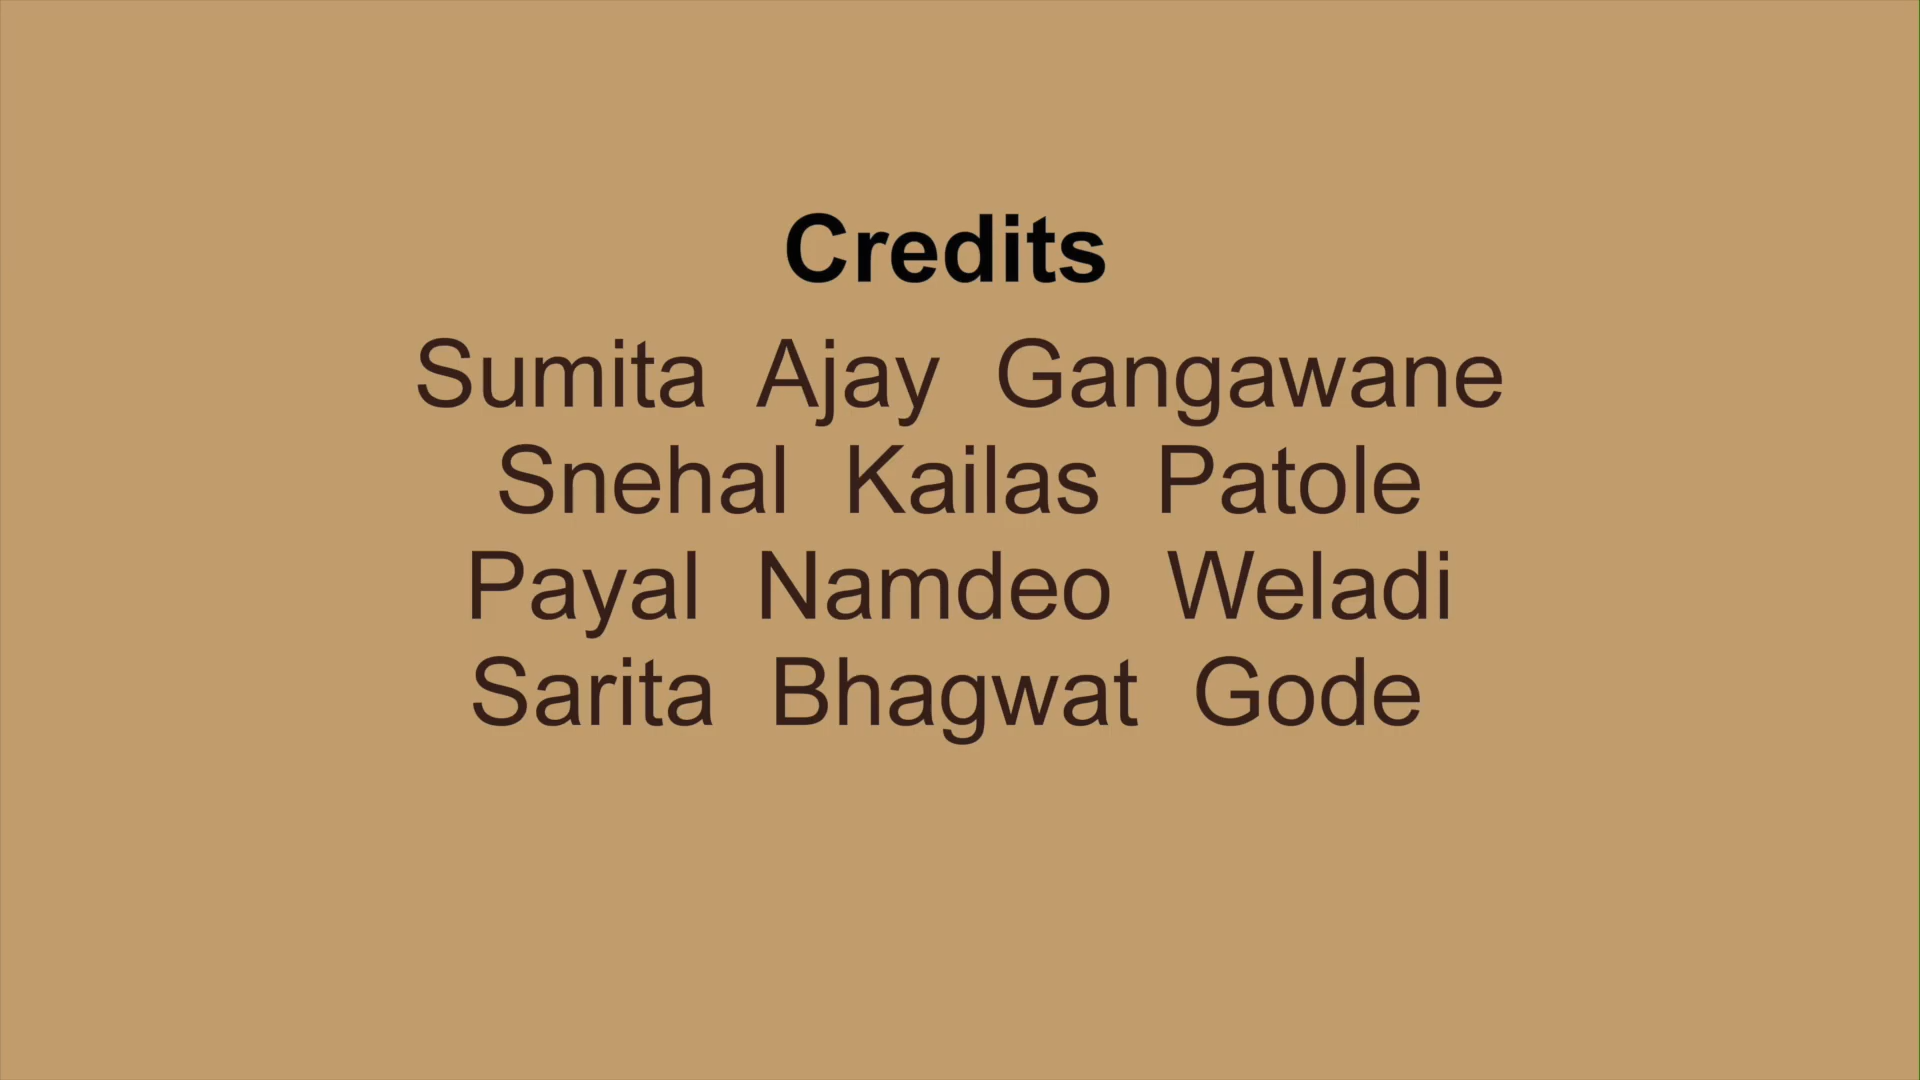 Credits
Sumita Ajay Gangawane
Snehal Kailas Patole
Payal Namdeo Weladi
Sarita Bhagwat Gode